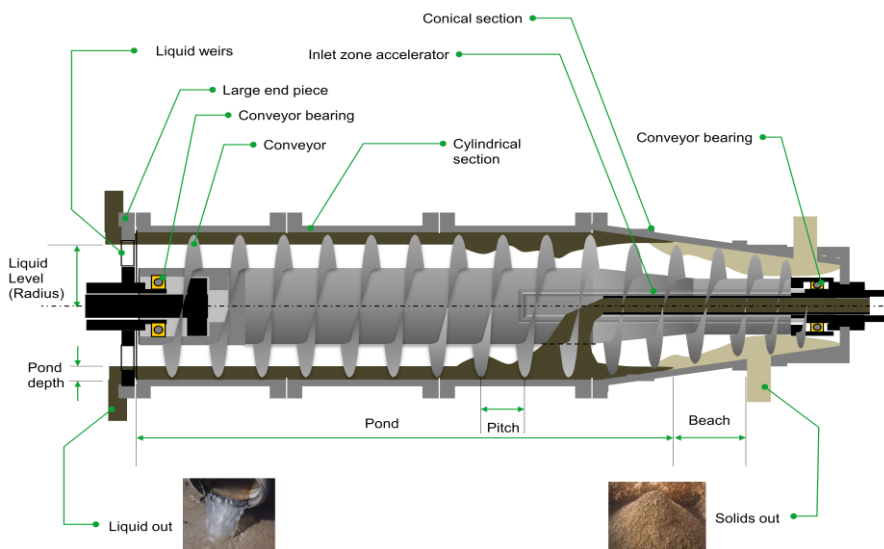 Conical section
Liquid weirs
Inlet zone accelerator
Large end piece
Conveyor bearing
Conveyor
Cylindrical
section
Conveyor bearing
Liquid
Level
(Radius)
Pond
depth
Pond
Pitch
Beach
Liquid out
Solids out